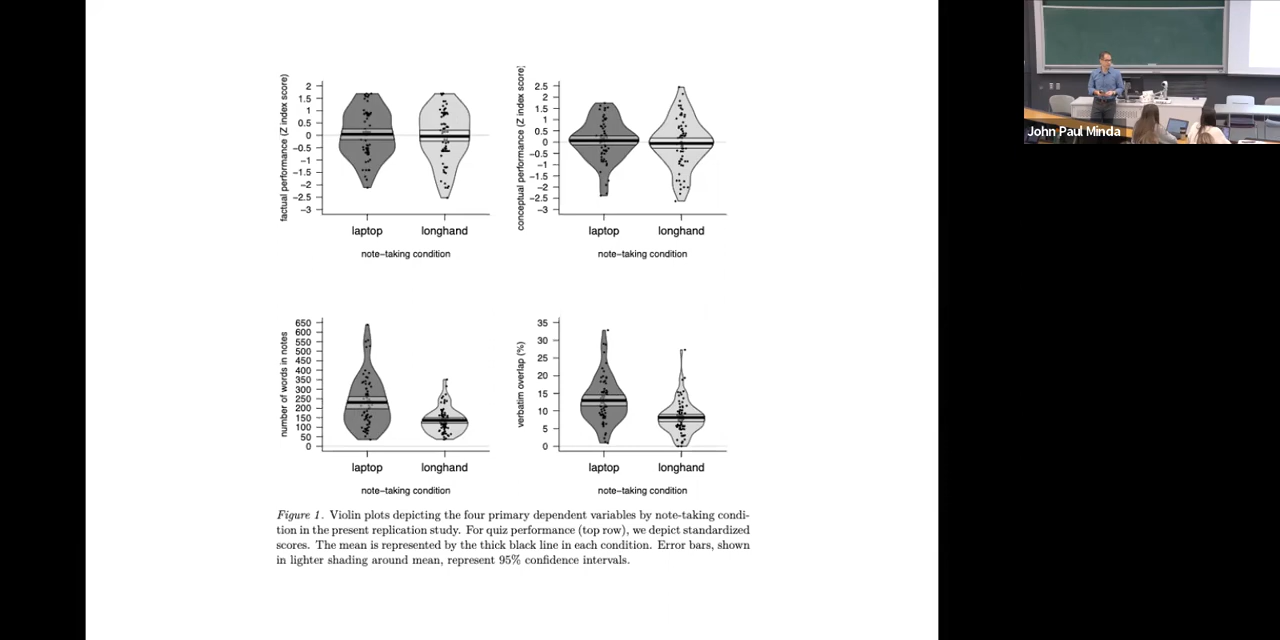 factual performance (Z index score)
2
1.5
1
0.5
0
−0.5
−1
−1.5
−2
−2.5
−3
laptop longhand
note−taking condition
conceptual performance (Z index score)
2.5
2
1.5
1
0.5
0
−0.5
−1
−1.5
−2
−2.5
−3
laptop longhand
note−taking condition
John Paul Minda
number of words in notes
650
600
550
500
450
400
350
300
250
200
150
100
50
0
laptop longhand
note−taking condition
verbatim overlap (%)
35
30
25
20
15
10
5
0
laptop longhand
note−taking condition
Figure 1. Violin plots depicting the four primary dependent variables by note-taking condi-
tion in the present replication study. For quiz performance (top row), we depict standardized
scores. The mean is represented by the thick black line in each condition. Error bars, shown
in lighter shading around mean, represent 95% confidence intervals.